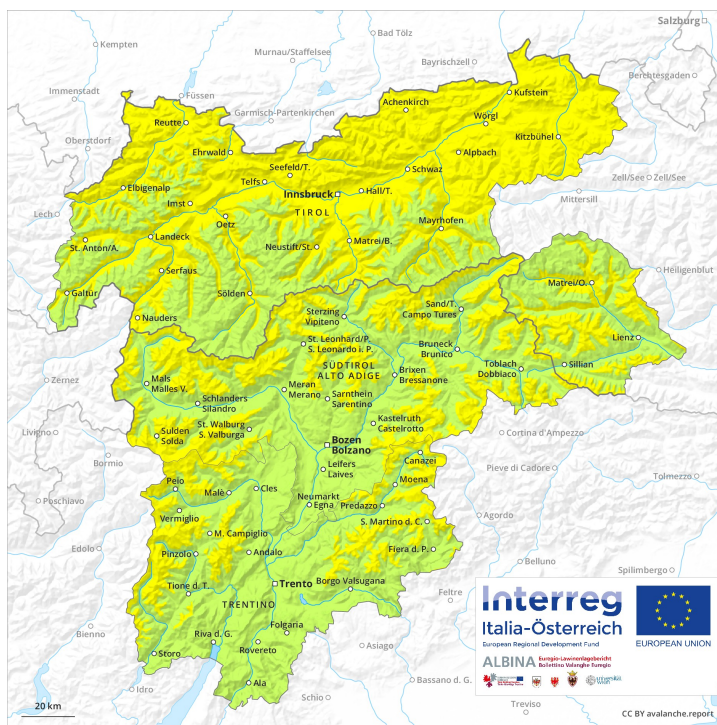 Salzburg
Kempten
Bad Tölz
Murnau/Staffelsee
Bayrischzell
Berchtesgaden
Immenstadt
Füssen
Garmisch-Partenkirchen
Achenkirch
Kufstein
Reutte
Wörgl
Kitzbühel
Oberstdorf
Ehrwald
Seefeld/T.
Alpbach
Schwaz
Telfs
Elbigenalp
Innsbruck
Hall/T.
Zell/See
Zell/See
Mittersill
Lech
Imst
TIROL
Oetz
Mayrhofen
St. Anton/A.
Landeck
Neustift/St.
Matrei/B.
Serfaus
Matrei/O.
Heiligenblut
Galtür
Sölden
Nauders
Sterzing
Vipiteno
Sand/T.
Campo Tures
Lienz
St. Leonhard/P.
S. Leonardo i. P.
Bruneck
Brunico
Sillian
SÜDTIROL
ALTO ADIGE
Brixen
Bressanone
Toblach
Dobbiaco
Zernez
Mals
Malles V.
Meran
Merano
Schlanders
Silandro
Sarnthein
Sarentino
Kastelruth
Castelrotto
St. Walburg
S. Valburga
Sulden
Solda
Livigno
Bozen
Bolzano
Cortina d'Ampezzo
Canazei
Bormio
Leifers
Laives
Pieve di Cadore
Tolmezzo
Poschiavo
Peio
Malè
Cles
Moena
Neumarkt
Egna
Predazzo
Vermiglio
Agordo
M. Campiglio
S. Martino d. C.
Edolo
Pinzolo
Andalo
Fiera d. P.
Belluno
Spilimbergo
Tione d. T.
Trento
Borgo Valsugana
Feltre
TRENTINO
Folgaria
Bienno
Riva d. G.
Rovereto
Storo
Asiago
Idro
Ala
Schio
Bassano d. G.
Treviso
Interreg
Italia-Österreich
European Regional Development Fund
EUROPEAN UNION
ALBINA
Euregio-Lawinenlagebericht
Bollettino Valanghe Euregio
universität
wien
20 km
CC BY avalanche.report